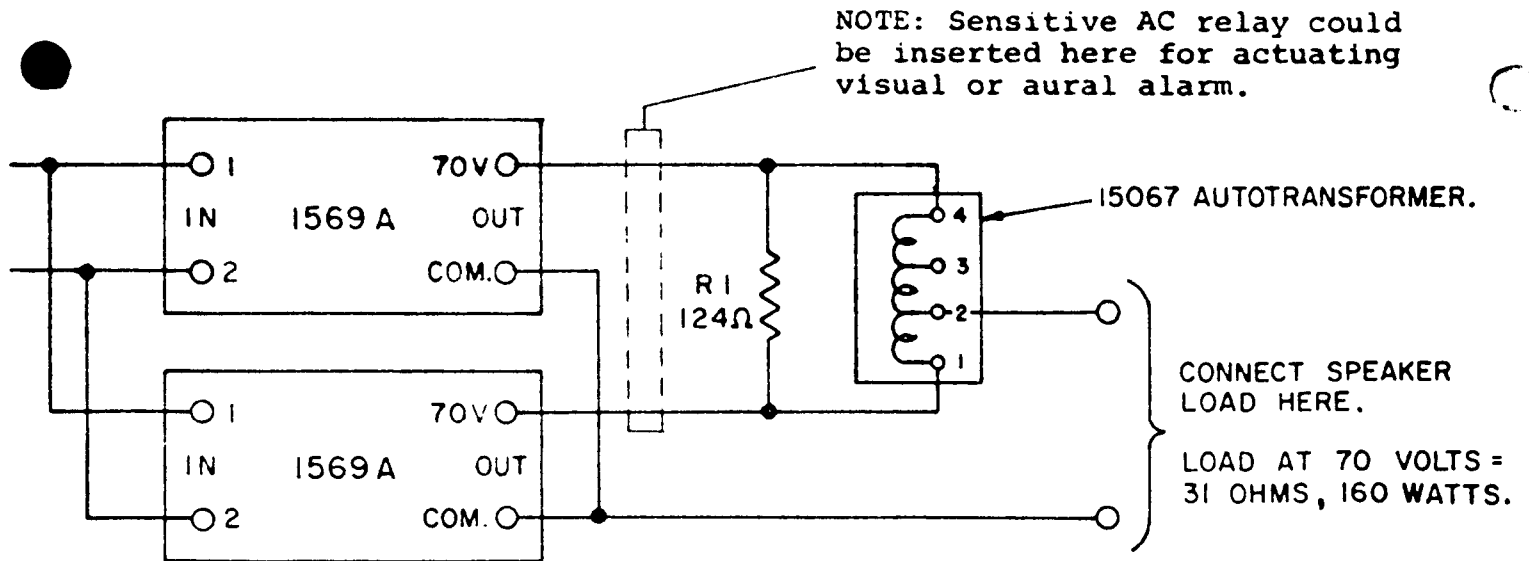 NOTE: Sensitive AC relay could
be inserted here for actuating
visual or aural alarm.
1
70V
IN
1569A
OUT
2
COM.
R1
124Ω
4
3
2
1
15067 AUTOTRANSFORMER.
1
70V
IN
1569A
OUT
2
COM.
CONNECT SPEAKER
LOAD HERE.
LOAD AT 70 VOLTS =
31 OHMS, 160 WATTS.